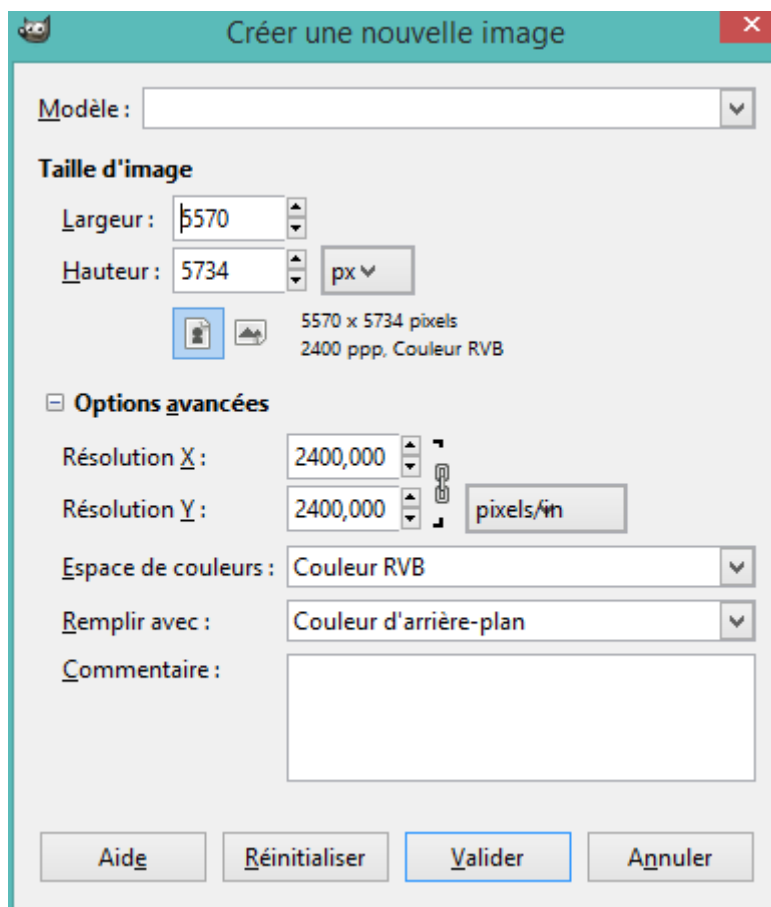 Créer une nouvelle image
Modèle :
Taille d'image
Largeur : 5570
Hauteur : 5734 px
5570 x 5734 pixels
2400 ppp, Couleur RVB
Options avancées
Résolution X : 2400,000
Résolution Y : 2400,000 pixels/in
Espace de couleurs : Couleur RVB
Remplir avec : Couleur d'arrière-plan
Commentaire :
Aide Réinitialiser Valider Annuler